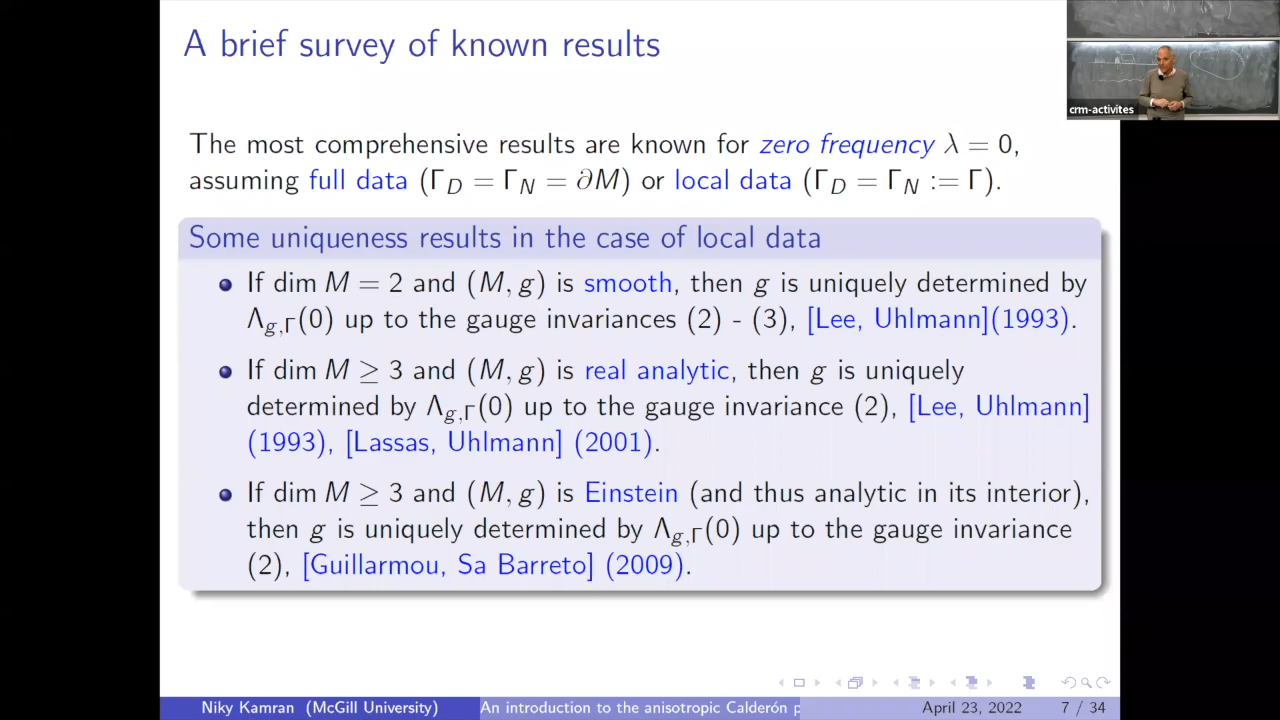 A brief survey of known results
crm-activites
The most comprehensive results are known for zero frequency λ = 0,
assuming full data (Γ_D = Γ_N = ∂M) or local data (Γ_D = Γ_N := Γ).
Some uniqueness results in the case of local data
If dim M = 2 and (M, g) is smooth, then g is uniquely determined by
Λ_{g,Γ}(0) up to the gauge invariances (2) - (3), [Lee, Uhlmann](1993).
If dim M ≥ 3 and (M, g) is real analytic, then g is uniquely
determined by Λ_{g,Γ}(0) up to the gauge invariance (2), [Lee, Uhlmann]
(1993), [Lassas, Uhlmann] (2001).
If dim M ≥ 3 and (M, g) is Einstein (and thus analytic in its interior),
then g is uniquely determined by Λ_{g,Γ}(0) up to the gauge invariance
(2), [Guillarmou, Sa Barreto] (2009).
Niky Kamran (McGill University) An introduction to the anisotropic Calderón p April 23, 2022 7 / 34